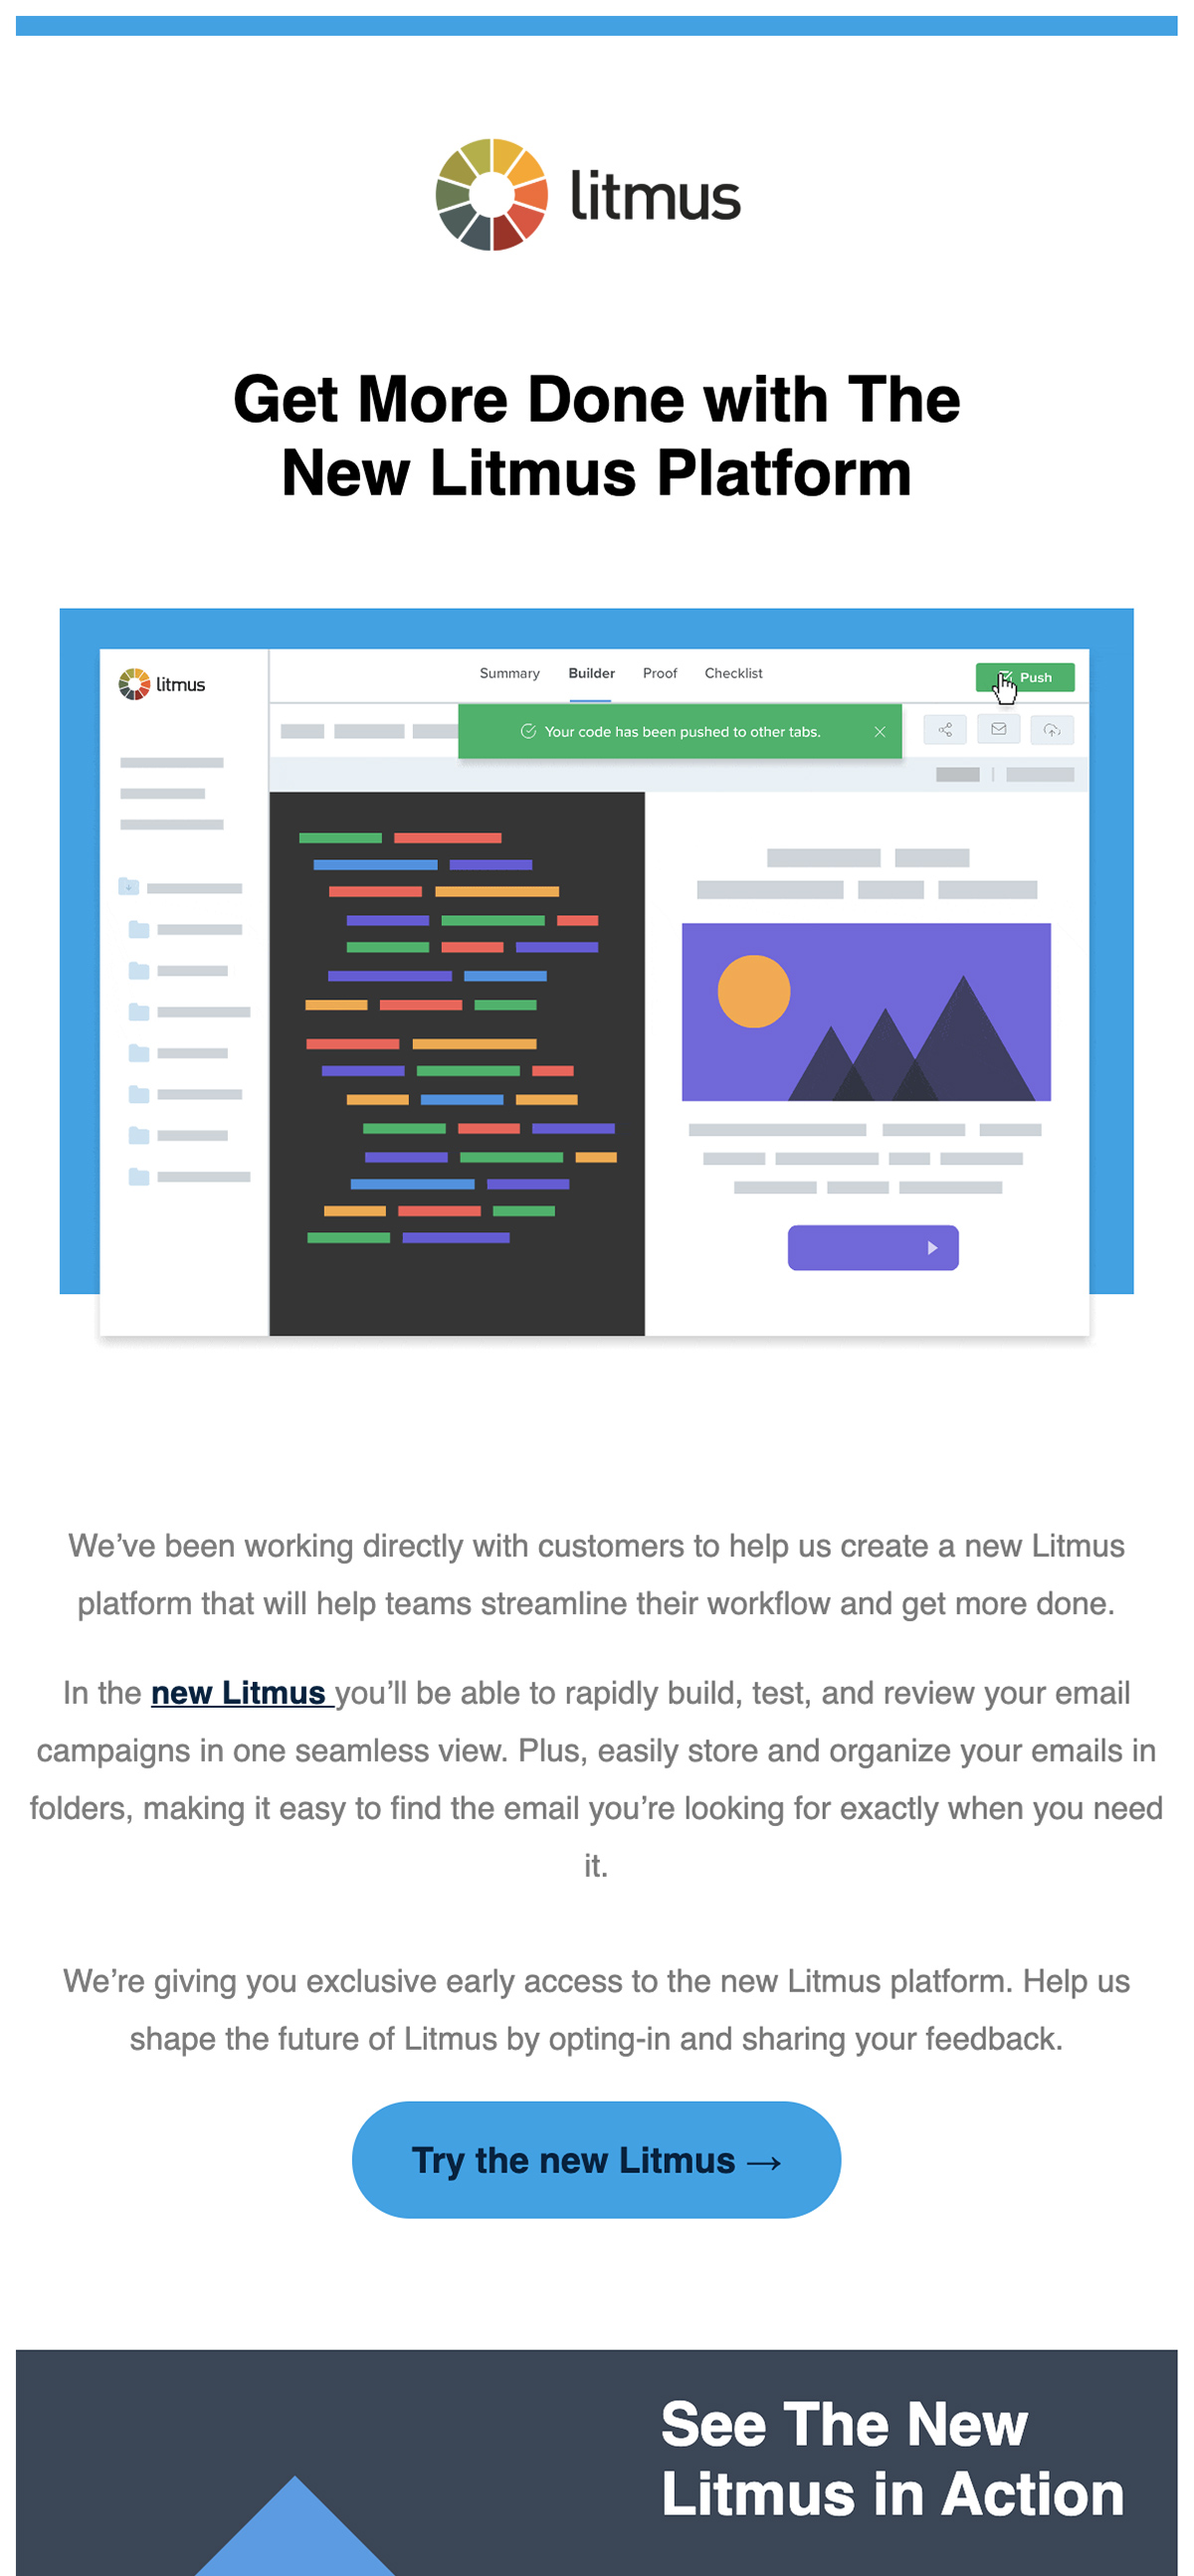 litmus
Get More Done with The
New Litmus Platform
litmus
Summary Builder Proof Checklist
Push
Your code has been pushed to other tabs.
We’ve been working directly with customers to help us create a new Litmus
platform that will help teams streamline their workflow and get more done.
In the new Litmus you’ll be able to rapidly build, test, and review your email
campaigns in one seamless view. Plus, easily store and organize your emails in
folders, making it easy to find the email you’re looking for exactly when you need
it.
We’re giving you exclusive early access to the new Litmus platform. Help us
shape the future of Litmus by opting-in and sharing your feedback.
Try the new Litmus →
See The New
Litmus in Action